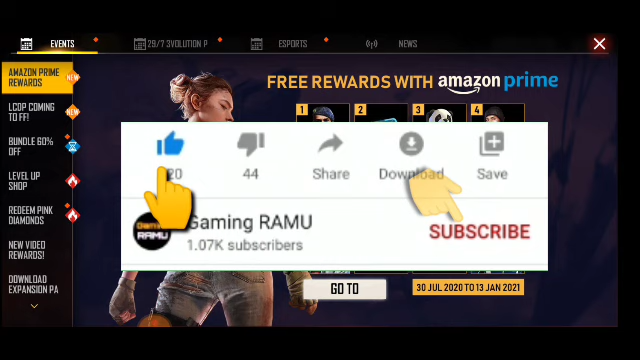 EVENTS
29/7 3VOLUTION P
ESPORTS
NEWS
AMAZON PRIME
REWARDS
NEW
LCDP COMING
TO FF!
NEW
BUNDLE 60%
OFF
LEVEL UP
SHOP
REDEEM PINK
DIAMONDS
NEW VIDEO
REWARDS!
DOWNLOAD
EXPANSION PA
FREE REWARDS WITH amazon prime
1 2 3 4
20 44 Share Download Save
Gaming RAMU
RAMU
1.07K subscribers
SUBSCRIBE
GO TO
30 JUL 2020 TO 13 JAN 2021